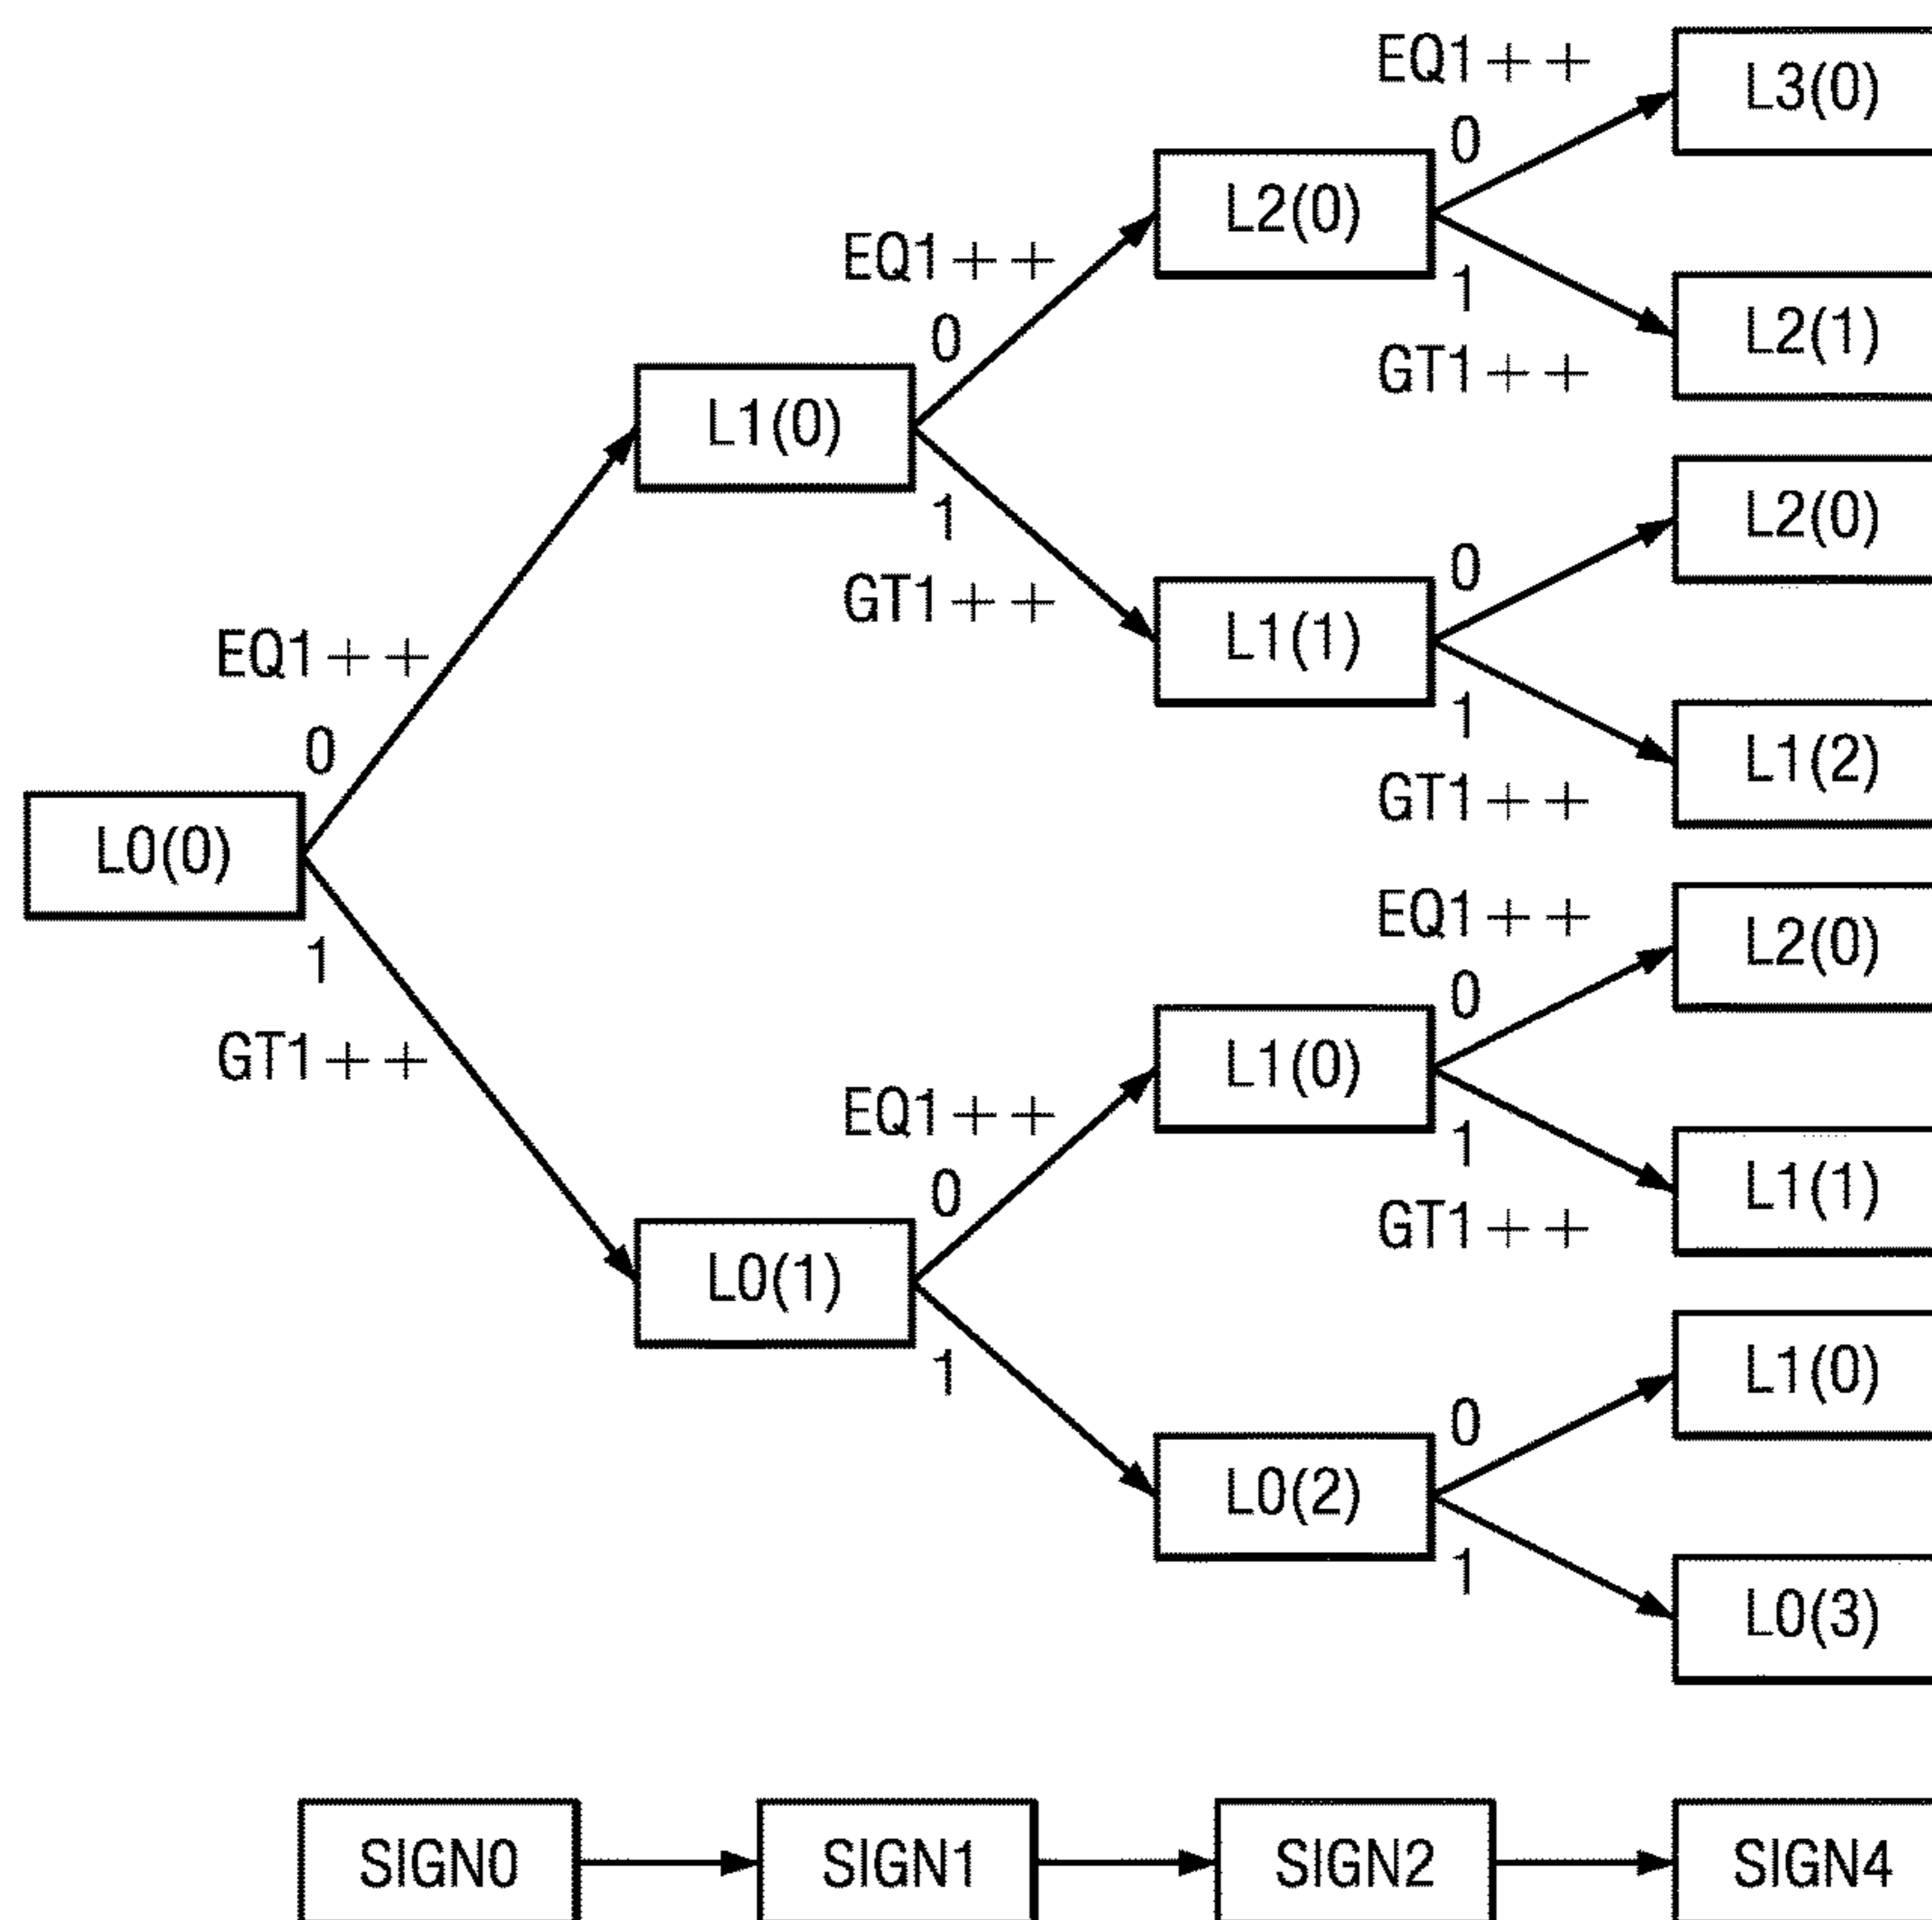 EQ1++
L3(0)
0
L2(0)
EQ1++
1
L2(1)
0
GT1++
L1(0)
L2(0)
1
0
GT1++
L1(1)
EQ1++
1
L1(2)
0
GT1++
L0(0)
EQ1++
L2(0)
1
0
GT1++
L1(0)
EQ1++
1
L1(1)
0
GT1++
L0(1)
1
L1(0)
0
L0(2)
1
L0(3)
SIGN0
SIGN1
SIGN2
SIGN4